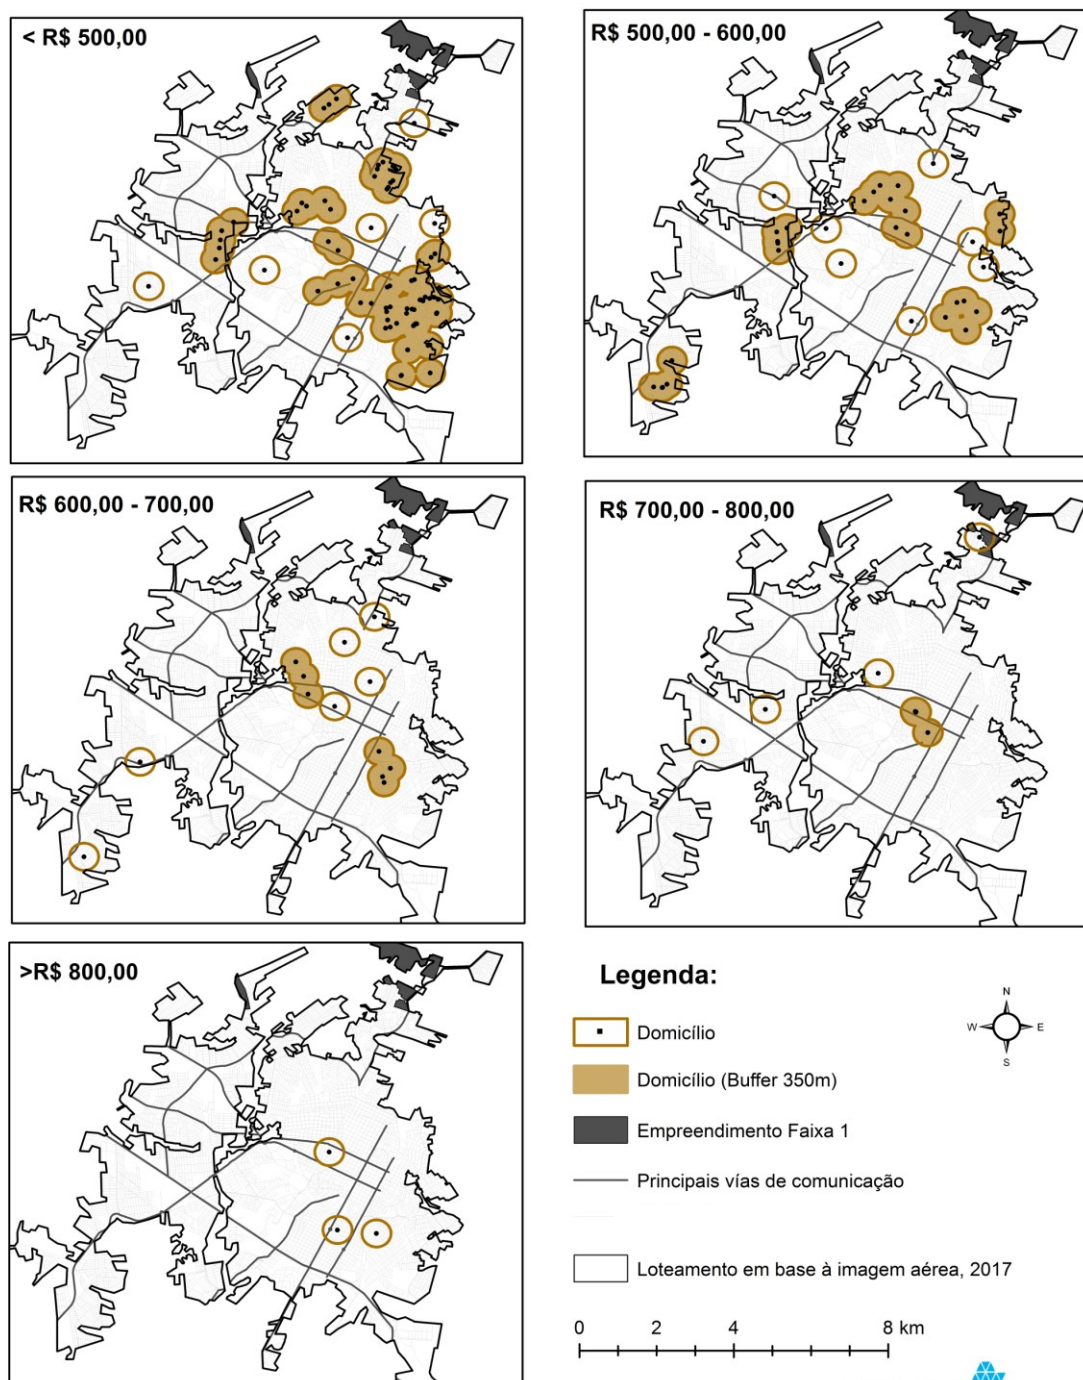 < R$ 500,00
R$ 500,00 - 600,00
R$ 600,00 - 700,00
R$ 700,00 - 800,00
>R$ 800,00
Legenda:
N
W
E
S
Domicílio
Domicílio (Buffer 350m)
Empreendimento Faixa 1
Principais vías de comunicação
Loteamento em base à imagem aérea, 2017
0 2 4 8 km